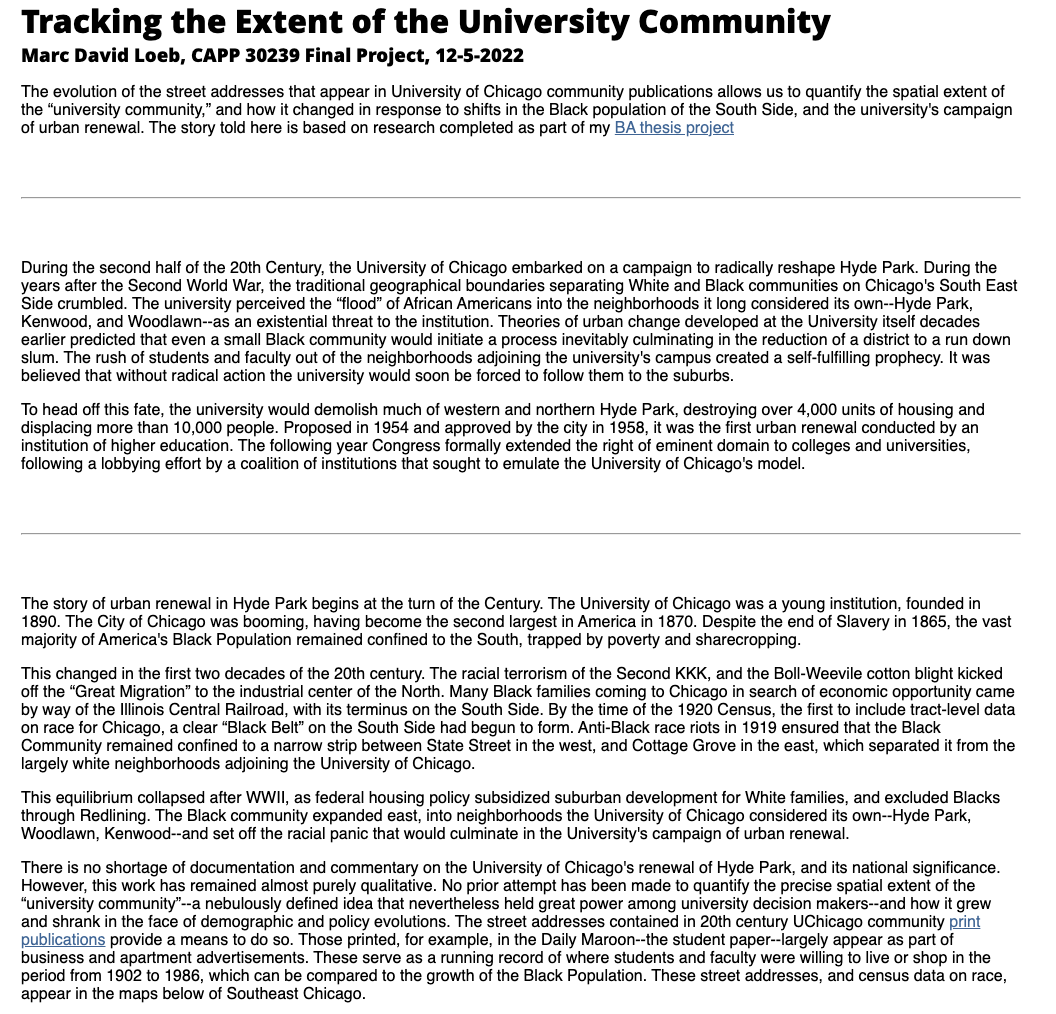 Tracking the Extent of the University Community
Marc David Loeb, CAPP 30239 Final Project, 12-5-2022
The evolution of the street addresses that appear in University of Chicago community publications allows us to quantify the spatial extent of
the “university community,” and how it changed in response to shifts in the Black population of the South Side, and the university's campaign
of urban renewal. The story told here is based on research completed as part of my BA thesis project
During the second half of the 20th Century, the University of Chicago embarked on a campaign to radically reshape Hyde Park. During the
years after the Second World War, the traditional geographical boundaries separating White and Black communities on Chicago's South East
Side crumbled. The university perceived the “flood” of African Americans into the neighborhoods it long considered its own--Hyde Park,
Kenwood, and Woodlawn--as an existential threat to the institution. Theories of urban change developed at the University itself decades
earlier predicted that even a small Black community would initiate a process inevitably culminating in the reduction of a district to a run down
slum. The rush of students and faculty out of the neighborhoods adjoining the university's campus created a self-fulfilling prophecy. It was
believed that without radical action the university would soon be forced to follow them to the suburbs.
To head off this fate, the university would demolish much of western and northern Hyde Park, destroying over 4,000 units of housing and
displacing more than 10,000 people. Proposed in 1954 and approved by the city in 1958, it was the first urban renewal conducted by an
institution of higher education. The following year Congress formally extended the right of eminent domain to colleges and universities,
following a lobbying effort by a coalition of institutions that sought to emulate the University of Chicago's model.
The story of urban renewal in Hyde Park begins at the turn of the Century. The University of Chicago was a young institution, founded in
1890. The City of Chicago was booming, having become the second largest in America in 1870. Despite the end of Slavery in 1865, the vast
majority of America's Black Population remained confined to the South, trapped by poverty and sharecropping.
This changed in the first two decades of the 20th century. The racial terrorism of the Second KKK, and the Boll-Weevile cotton blight kicked
off the “Great Migration” to the industrial center of the North. Many Black families coming to Chicago in search of economic opportunity came
by way of the Illinois Central Railroad, with its terminus on the South Side. By the time of the 1920 Census, the first to include tract-level data
on race for Chicago, a clear “Black Belt” on the South Side had begun to form. Anti-Black race riots in 1919 ensured that the Black
Community remained confined to a narrow strip between State Street in the west, and Cottage Grove in the east, which separated it from the
largely white neighborhoods adjoining the University of Chicago.
This equilibrium collapsed after WWII, as federal housing policy subsidized suburban development for White families, and excluded Blacks
through Redlining. The Black community expanded east, into neighborhoods the University of Chicago considered its own--Hyde Park,
Woodlawn, Kenwood--and set off the racial panic that would culminate in the University's campaign of urban renewal.
There is no shortage of documentation and commentary on the University of Chicago's renewal of Hyde Park, and its national significance.
However, this work has remained almost purely qualitative. No prior attempt has been made to quantify the precise spatial extent of the
“university community”--a nebulously defined idea that nevertheless held great power among university decision makers--and how it grew
and shrank in the face of demographic and policy evolutions. The street addresses contained in 20th century UChicago community print
publications provide a means to do so. Those printed, for example, in the Daily Maroon--the student paper--largely appear as part of
business and apartment advertisements. These serve as a running record of where students and faculty were willing to live or shop in the
period from 1902 to 1986, which can be compared to the growth of the Black Population. These street addresses, and census data on race,
appear in the maps below of Southeast Chicago.